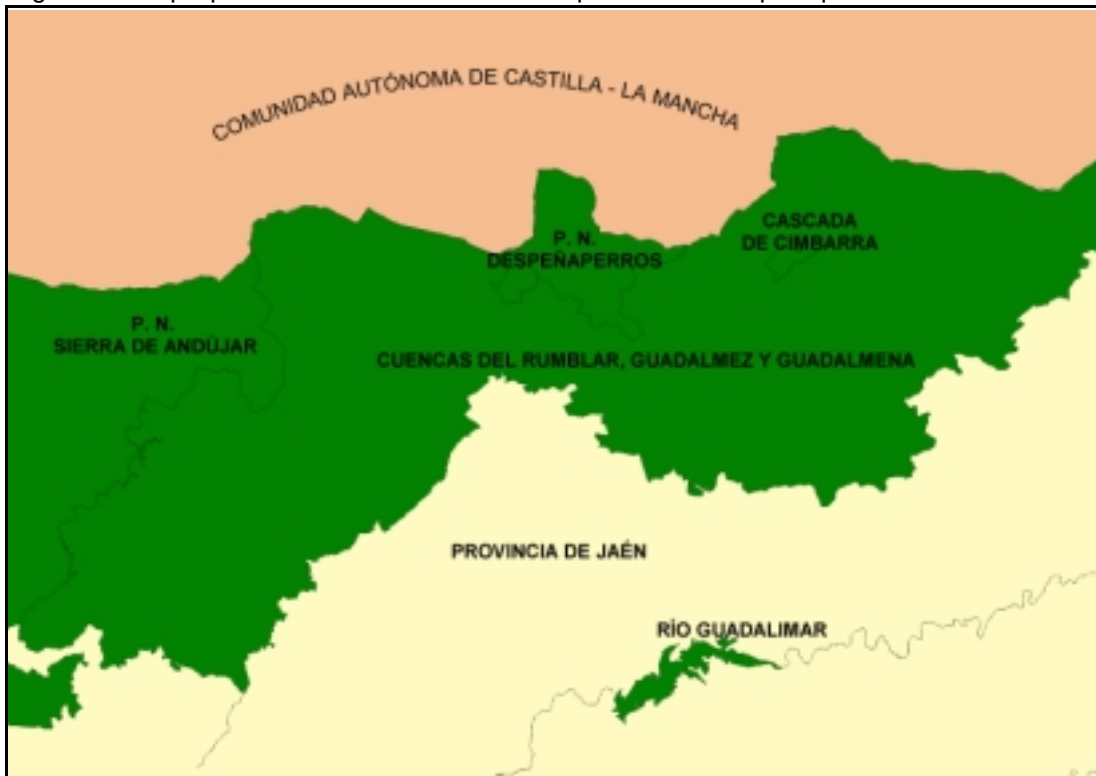 COMUNIDAD AUTÓNOMA DE CASTILLA - LA MANCHA
CASCADA
DE CIMBARRA
P. N.
DESPEÑAPERROS
P. N.
SIERRA DE ANDÚJAR
CUENCAS DEL RUMBLAR, GUADALMEZ Y GUADALMENA
PROVINCIA DE JAÉN
RÍO GUADALIMAR